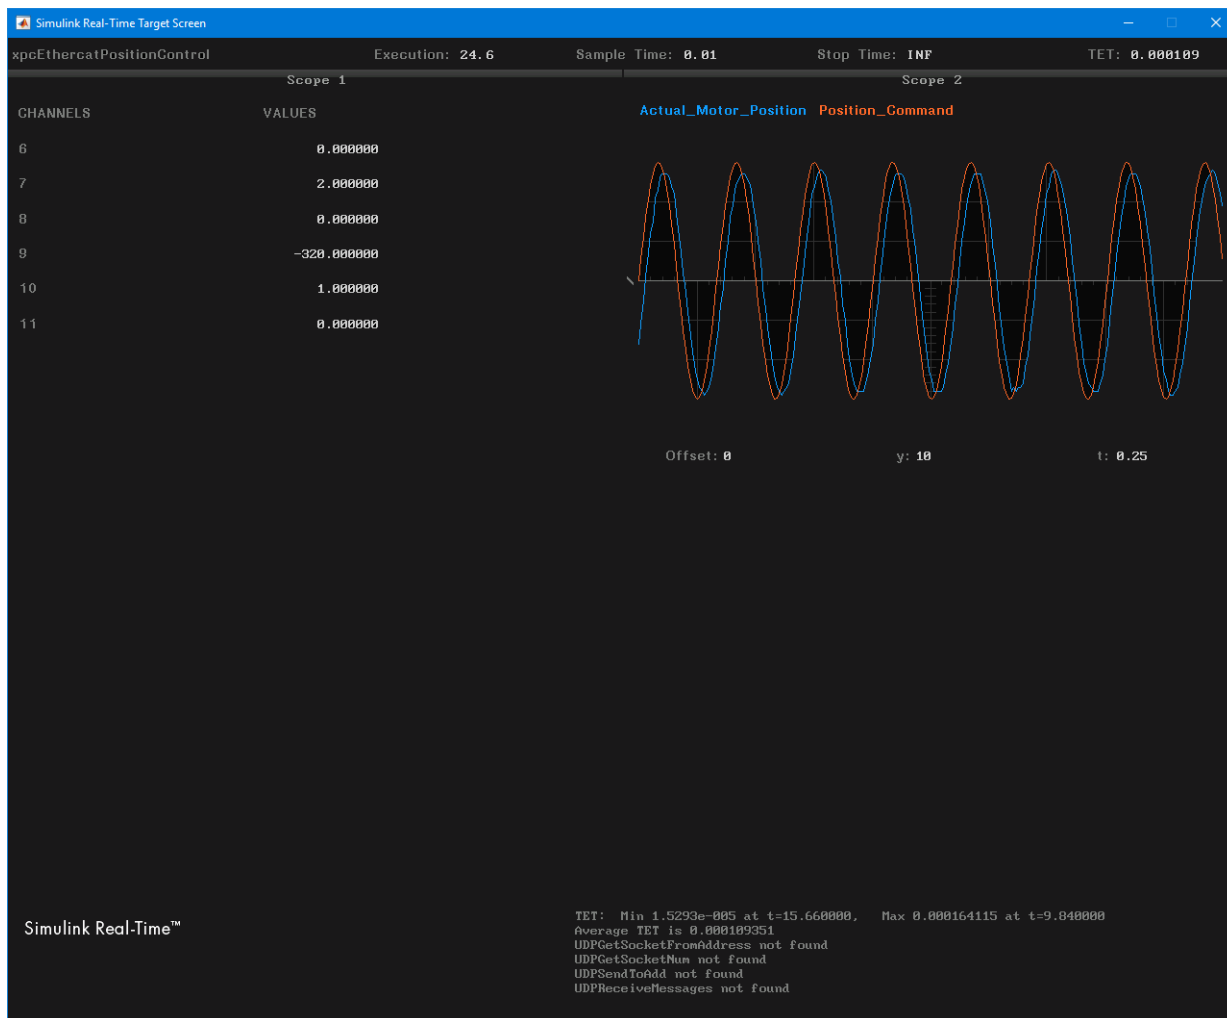 Simulink Real-Time Target Screen
xpcEthercatPositionControl Execution: 24.6 Sample Time: 0.01 Stop Time: INF TET: 0.000109
Scope 1
CHANNELS VALUES
6 0.000000
7 2.000000
8 0.000000
9 -320.000000
10 1.000000
11 0.000000
Scope 2
Actual_Motor_Position Position_Command
Offset: 0 y: 10 t: 0.25
Simulink Real-Time™
TET: Min 1.5293e-005 at t=15.660000, Max 0.000164115 at t=9.840000
Average TET is 0.000109351
UDPGetSocketFromAddress not found
UDPGetSocketNum not found
UDPSendToAdd not found
UDPReceiveMessages not found